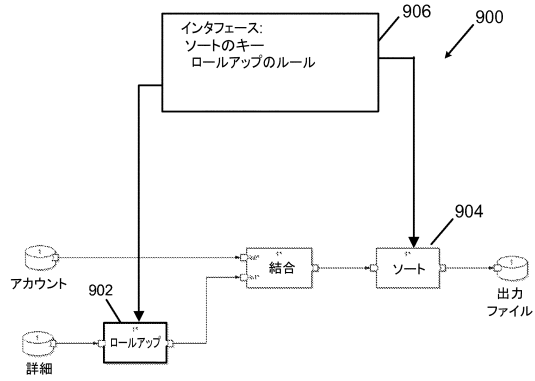 906
900
インタフェース:
ソートのキー
ロールアップのルール
904
アカウント
結合
ソート
出力
ファイル
902
ロールアップ
詳細